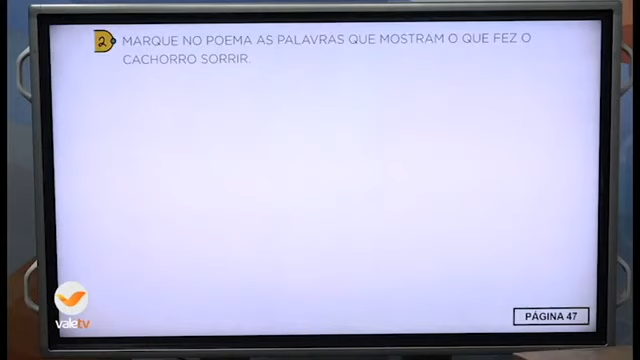 2 MARQUE NO POEMA AS PALAVRAS QUE MOSTRAM O QUE FEZ O
CACHORRO SORRIR.
valetv
PÁGINA 47